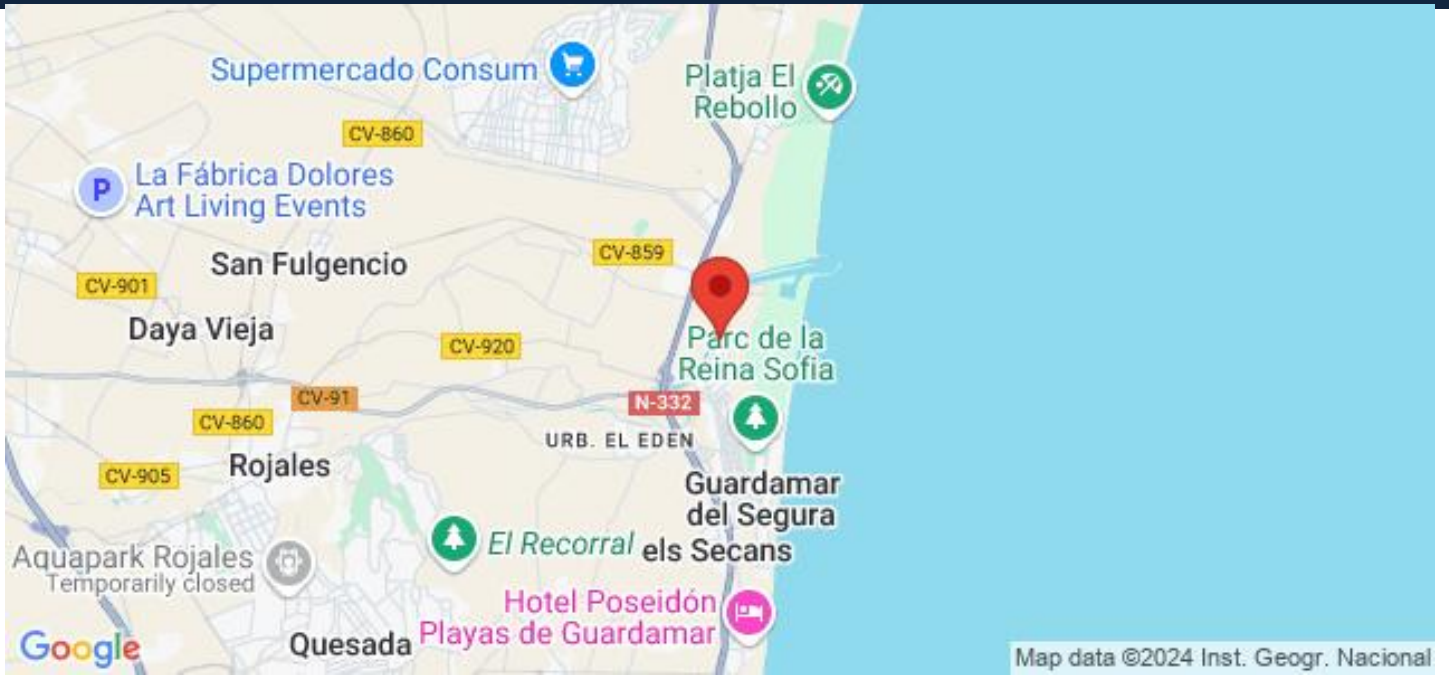 Supermercado Consum
Platja El
Rebollo
CV-860
La Fábrica Dolores
Art Living Events
P
CV-859
San Fulgencio
CV-901
Daya Vieja
CV-920
Parc de la
Reina Sofia
CV-91
N-332
CV-860
URB. EL EDEN
Rojales
CV-905
Guardamar
del Segura
El Recorral
els Secans
Aquapark Rojales
Temporarily closed
Hotel Poseidón
Playas de Guardamar
Quesada
Google
Map data ©2024 Inst. Geogr. Nacional